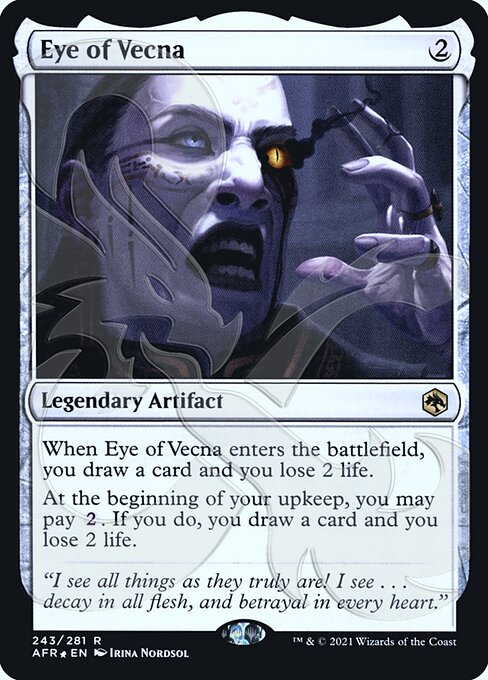 Eye of Vecna 2
Legendary Artifact
When Eye of Vecna enters the battlefield,
you draw a card and you lose 2 life.
At the beginning of your upkeep, you may
pay 2. If you do, you draw a card and you
lose 2 life.
“I see all things as they truly are! I see . . .
decay in all flesh, and betrayal in every heart.”
243/281 R
AFR★EN Irina Nordsol
™ & © 2021 Wizards of the Coast